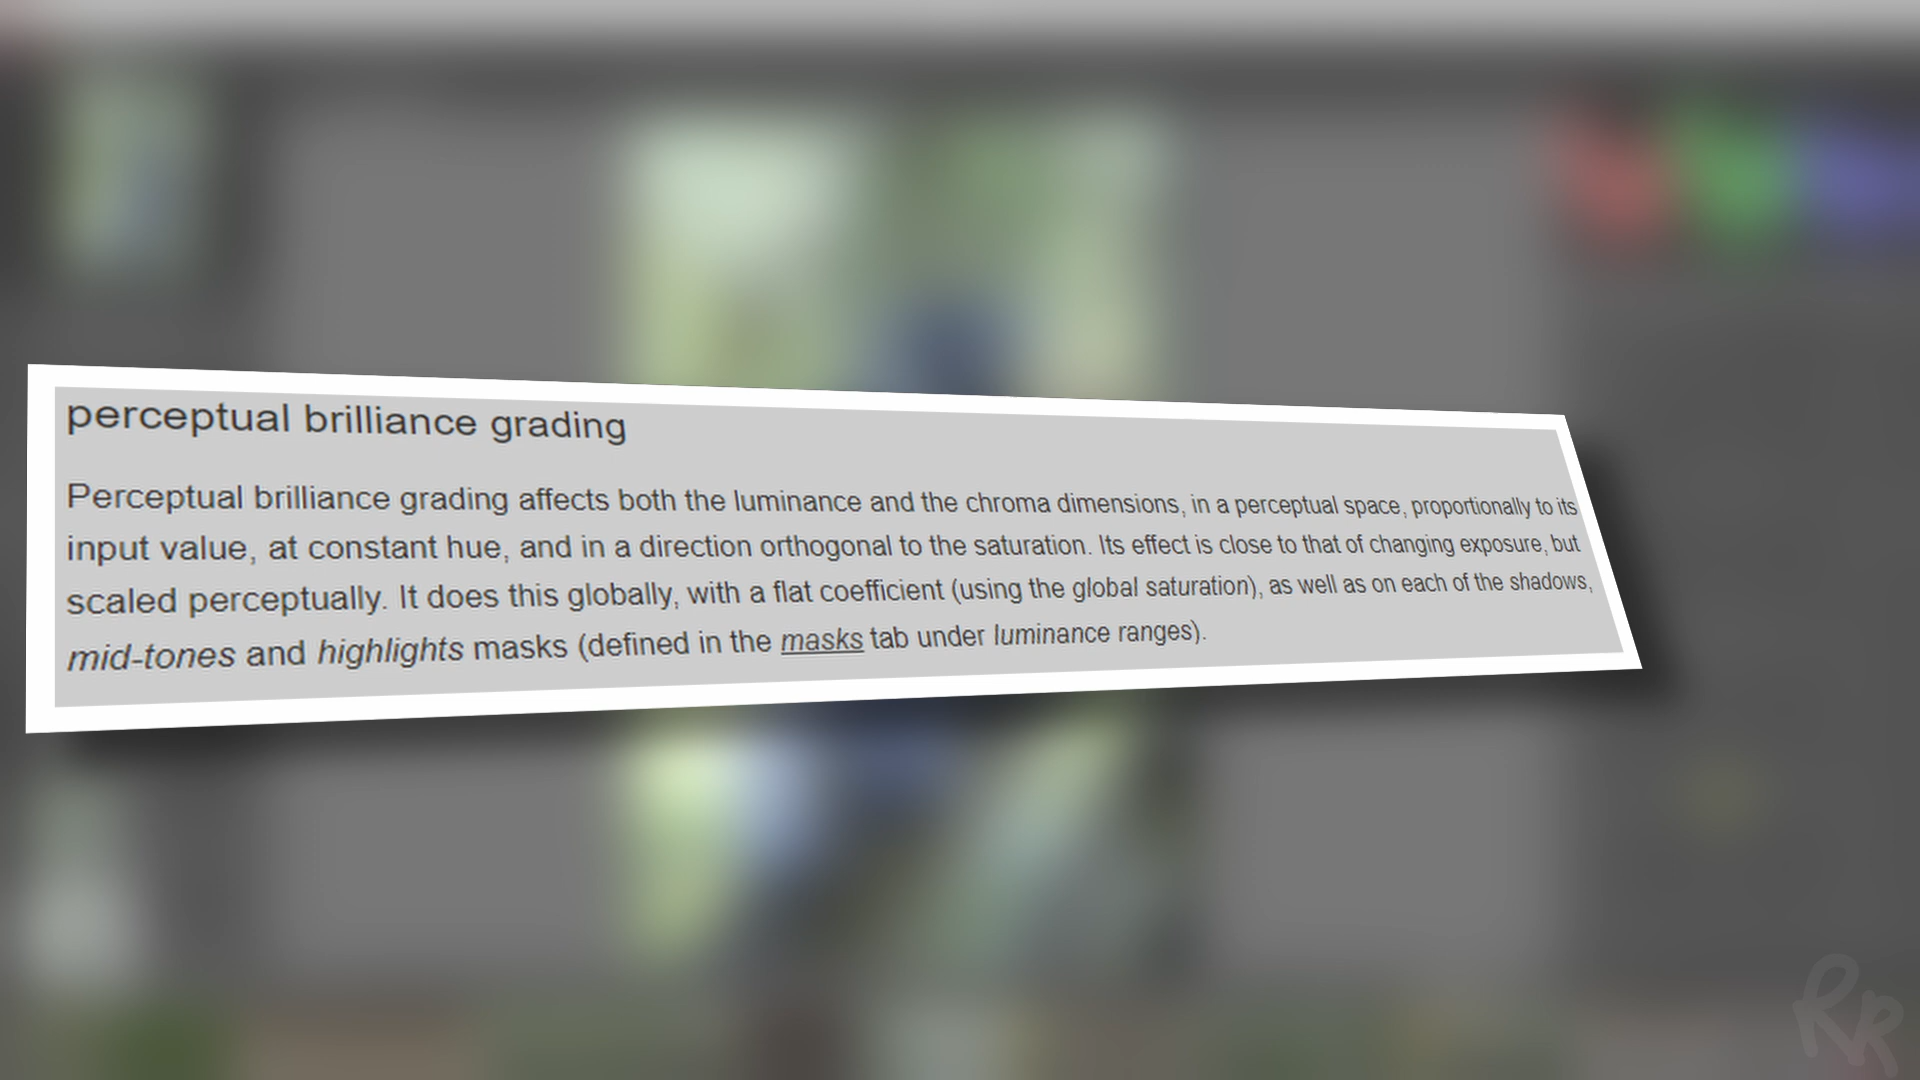 perceptual brilliance grading
Perceptual brilliance grading affects both the luminance and the chroma dimensions, in a perceptual space, proportionally to its
input value, at constant hue, and in a direction orthogonal to the saturation. Its effect is close to that of changing exposure, but
scaled perceptually. It does this globally, with a flat coefficient (using the global saturation), as well as on each of the shadows,
mid-tones and highlights masks (defined in the masks tab under luminance ranges).
RR